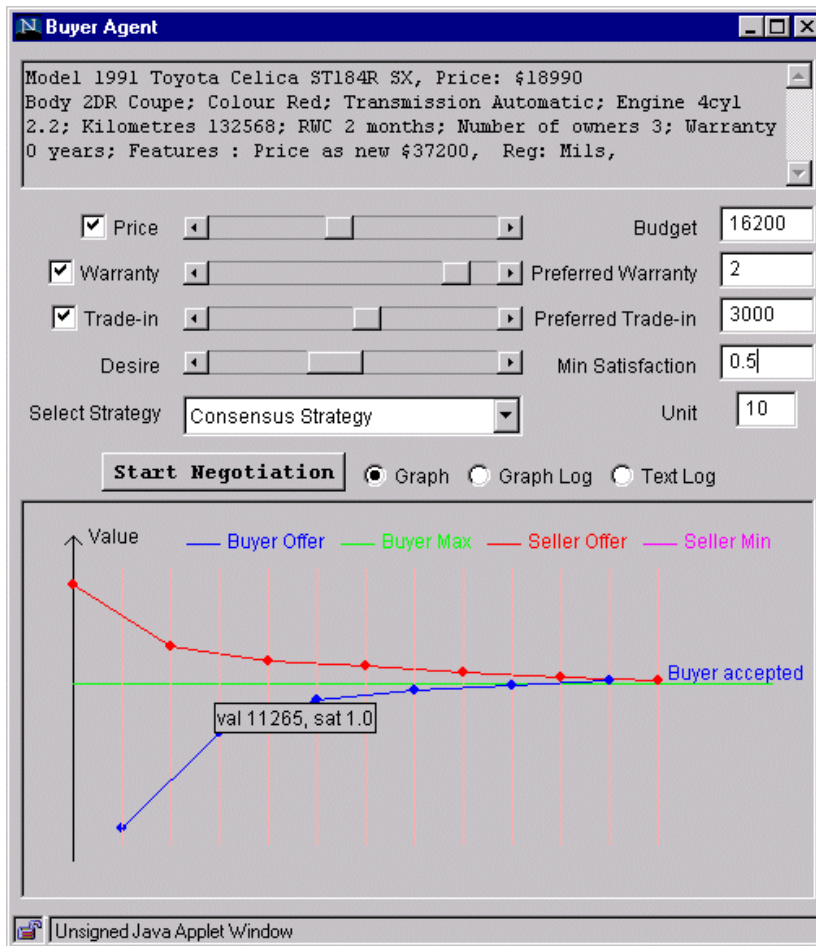 Buyer Agent
Model 1991 Toyota Celica ST184R SX, Price: $18990
Body 2DR Coupe; Colour Red; Transmission Automatic; Engine 4cyl
2.2; Kilometres 132568; RWC 2 months; Number of owners 3; Warranty
0 years; Features : Price as new $37200, Reg: Mils,
Price Budget 16200
Warranty Preferred Warranty 2
Trade-in Preferred Trade-in 3000
Desire Min Satisfaction 0.5
Select Strategy Consensus Strategy Unit 10
Start Negotiation Graph Graph Log Text Log
Value Buyer Offer Buyer Max Seller Offer Seller Min
Buyer accepted
val 11265, sat 1.0
Unsigned Java Applet Window